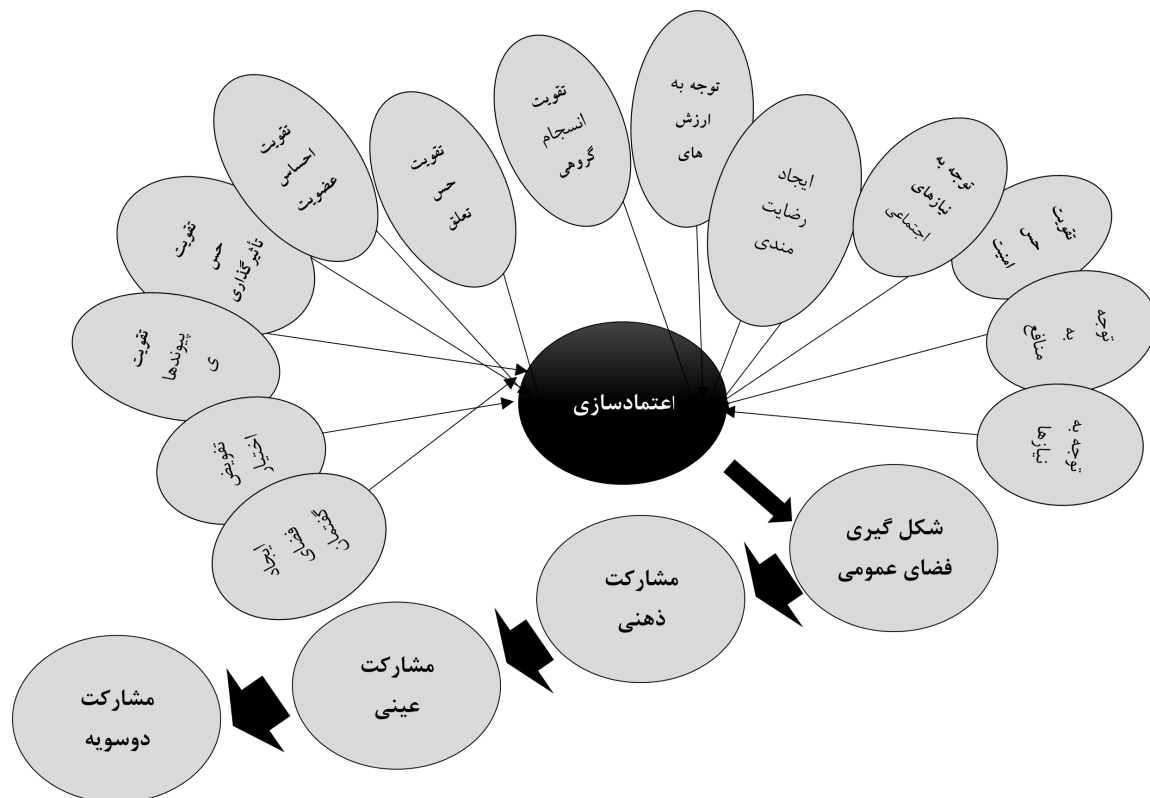 توجه به
نیازها
توجه
به
منافع
تقویت
حس
امنیت
توجه به
نیازهای
اجتماعی
ایجاد
رضایت
مندی
توجه به
ارزش
های
تقویت
انسجام
گروهی
تقویت
حس
تعلق
تقویت
احساس
عضویت
تقویت
حس
تأثیرگذاری
تقویت
پیوندها
ی
تفویض
اختیار
ایجاد
فضای
گفتمان
اعتمادسازی
شکل گیری
فضای عمومی
مشارکت
ذهنی
مشارکت
عینی
مشارکت
دوسویه